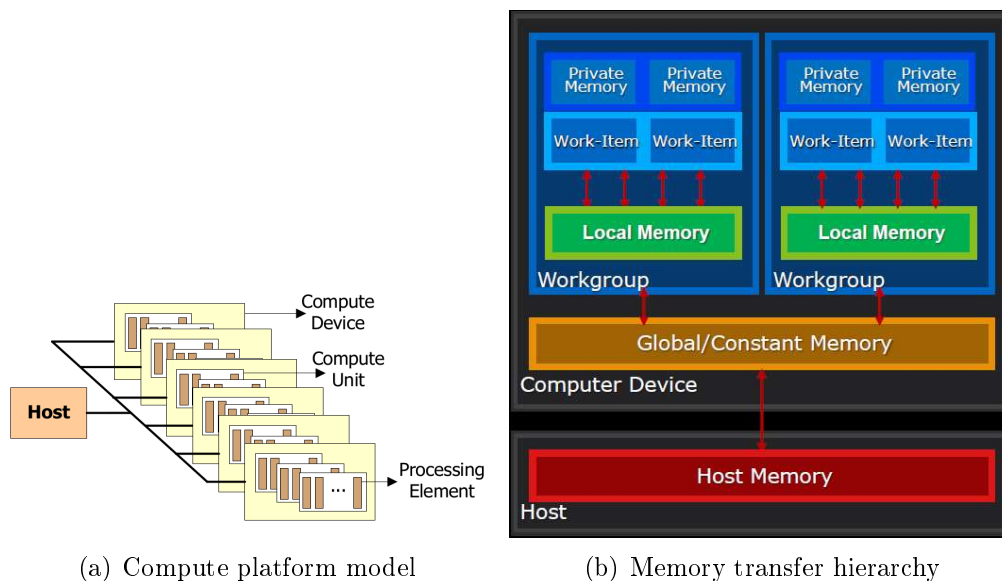 Compute
Device
Compute
Unit
Host
Processing
Element
...
(a) Compute platform model
Private
Memory
Private
Memory
Private
Memory
Private
Memory
Work-Item
Work-Item
Work-Item
Work-Item
Local Memory
Local Memory
Workgroup
Workgroup
Global/Constant Memory
Computer Device
Host Memory
Host
(b) Memory transfer hierarchy